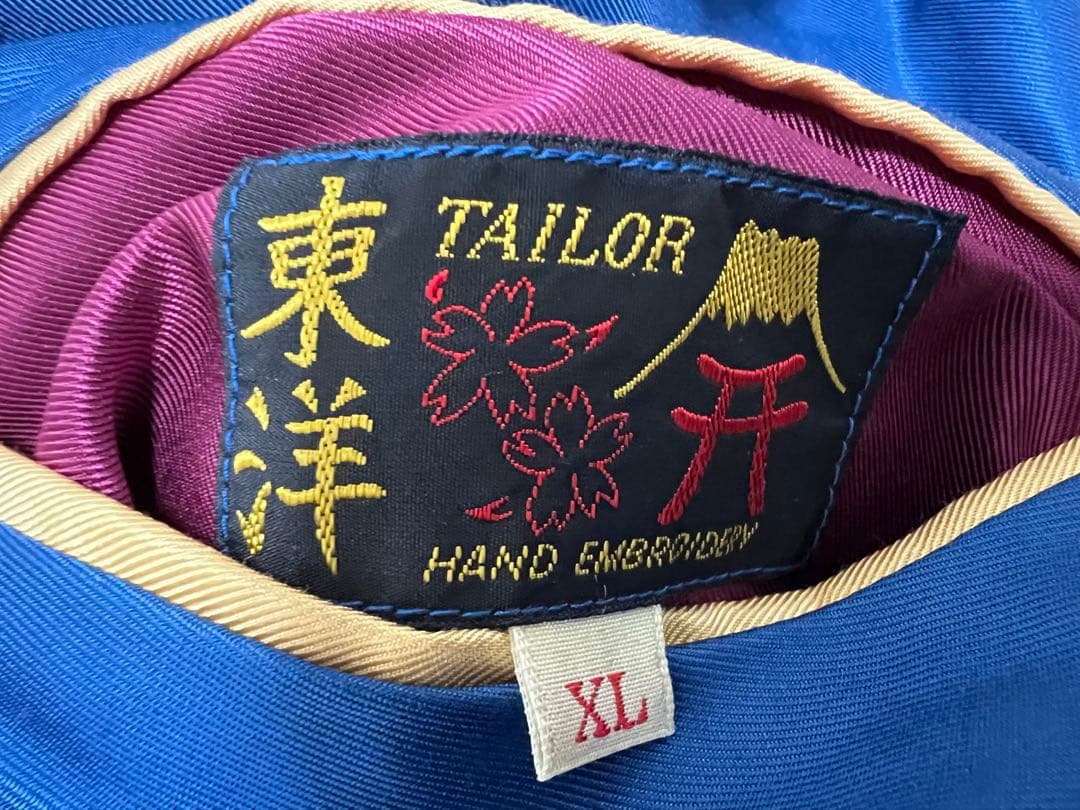 東洋
TAILOR
HAND EMBROIDERY
XL